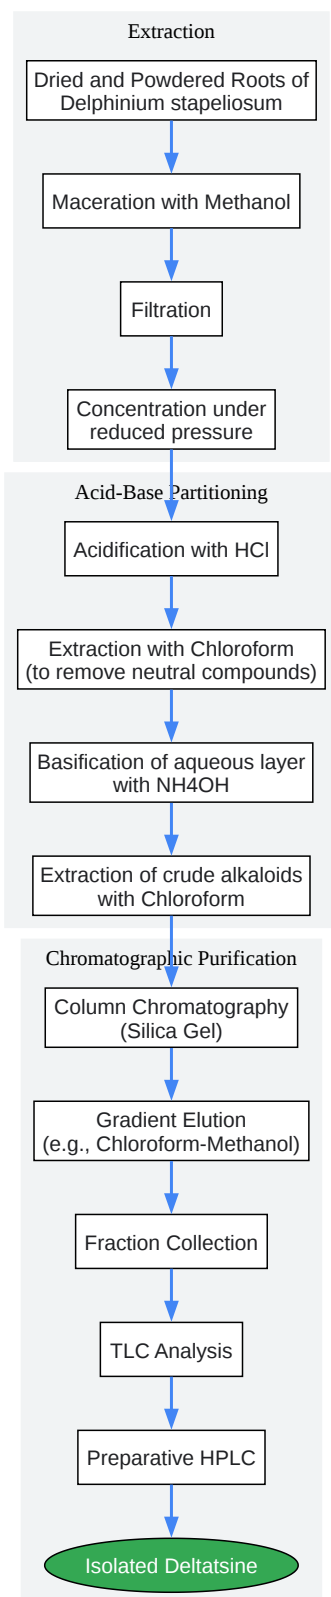 Extraction
Dried and Powdered Roots of
Delphinium stapeliosum
Maceration with Methanol
Filtration
Concentration under
reduced pressure
Acid-Base Partitioning
Acidification with HCl
Extraction with Chloroform
(to remove neutral compounds)
Basification of aqueous layer
with NH4OH
Extraction of crude alkaloids
with Chloroform
Chromatographic Purification
Column Chromatography
(Silica Gel)
Gradient Elution
(e.g., Chloroform-Methanol)
Fraction Collection
TLC Analysis
Preparative HPLC
Isolated Deltatsine